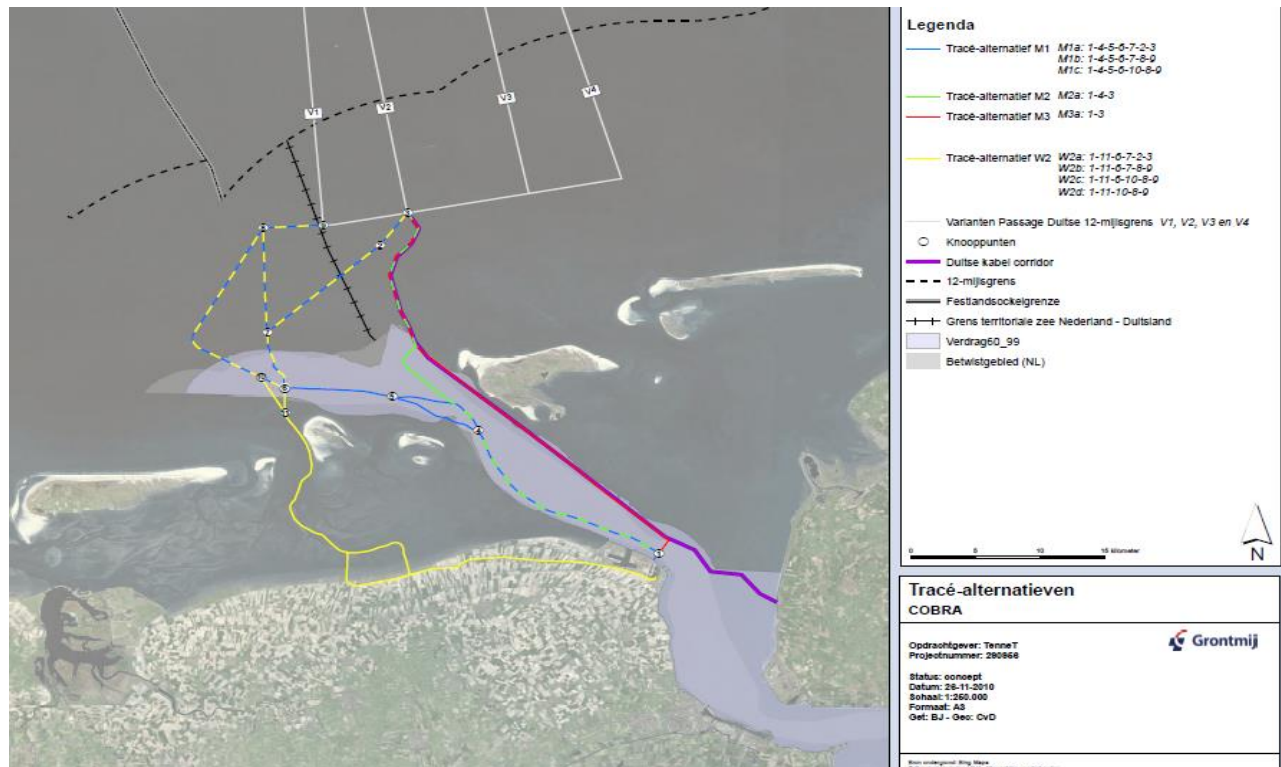 V1
V2
V3
V4
Legenda
Tracé-alternatief M1 M1a: 1-4-5-6-7-2-3
M1b: 1-4-5-6-7-8-9
M1c: 1-4-5-6-10-8-9
Tracé-alternatief M2 M2a: 1-4-3
Tracé-alternatief M3 M3a: 1-3
Tracé-alternatief W2 W2a: 1-11-6-7-2-3
W2b: 1-11-6-7-8-9
W2c: 1-11-6-10-8-9
W2d: 1-11-10-8-9
Varianten Passage Duitse 12-mijlsgrens V1, V2, V3 en V4
Knooppunten
Duitse kabel corridor
12-mijlsgrens
Festlandsockelgrenze
Grens territoriale zee Nederland - Duitsland
Verdrag60_99
Betwistgebied (NL)
0 5 10 15 kilometer
N
Tracé-alternatieven
COBRA
Opdrachtgever: TenneT
Projectnummer:
Grontmij
Status: concept
Datum: 26-11-2010
Schaal: 1:250.000
Formaat: A3
Get: BJ - Geo: CvD
Bron ondergrond: Bing Maps